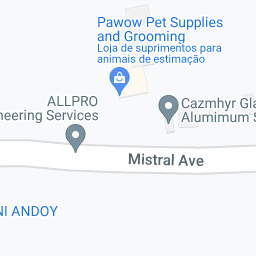 Pawow Pet Supplies
and Grooming
Loja de suprimentos para
animais de estimação
ALLPRO
neering Services
Cazmhyr Gla
Alumimum S
Mistral Ave
NI ANDOY